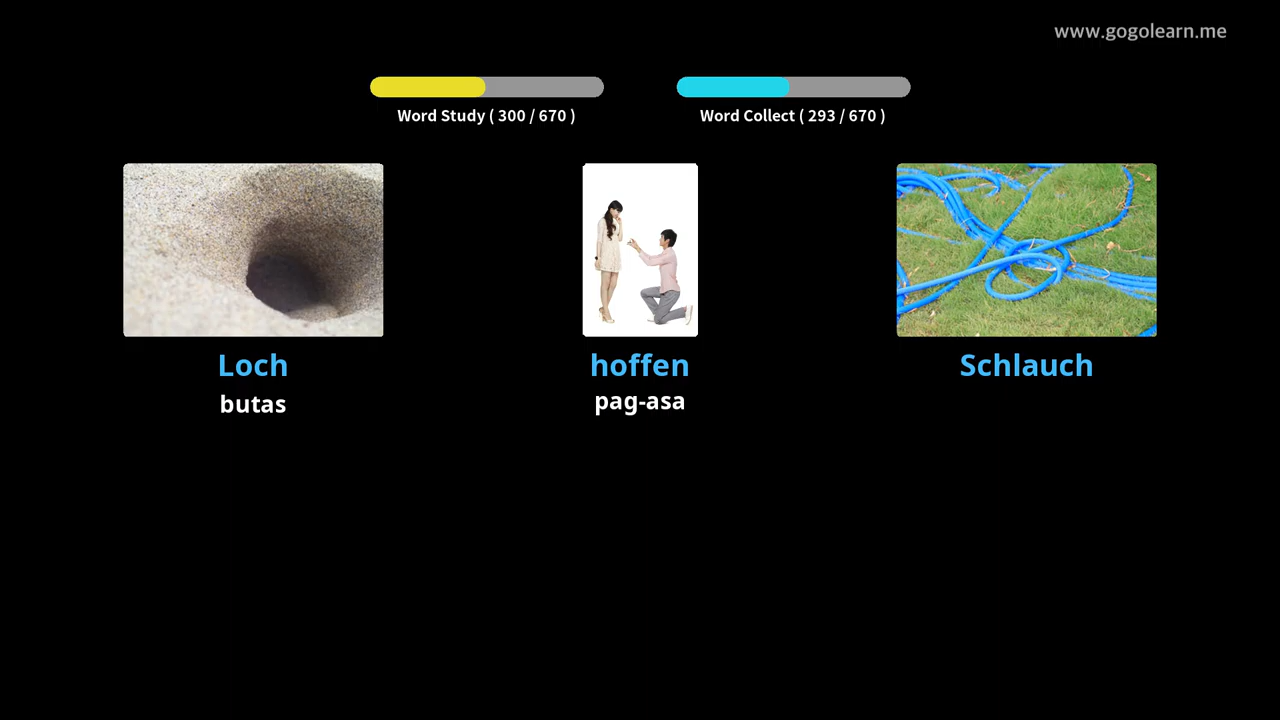 www.gogolearn.me
Word Study ( 300 / 670 )
Word Collect ( 293 / 670 )
Loch
butas
hoffen
pag-asa
Schlauch